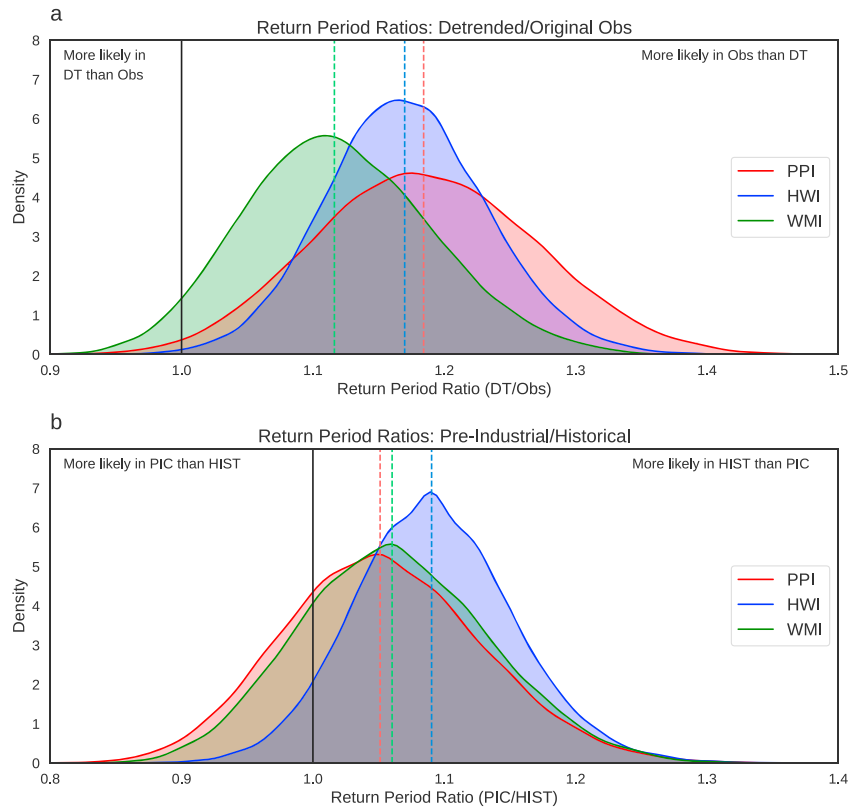 a
Return Period Ratios: Detrended/Original Obs
8
7
6
5
4
3
2
1
0
Density
More likely in
DT than Obs
More likely in Obs than DT
PPI
HWI
WMI
0.9 1.0 1.1 1.2 1.3 1.4 1.5
Return Period Ratio (DT/Obs)
b
Return Period Ratios: Pre-Industrial/Historical
8
7
6
5
4
3
2
1
0
Density
More likely in PIC than HIST
More likely in HIST than PIC
PPI
HWI
WMI
0.8 0.9 1.0 1.1 1.2 1.3 1.4
Return Period Ratio (PIC/HIST)